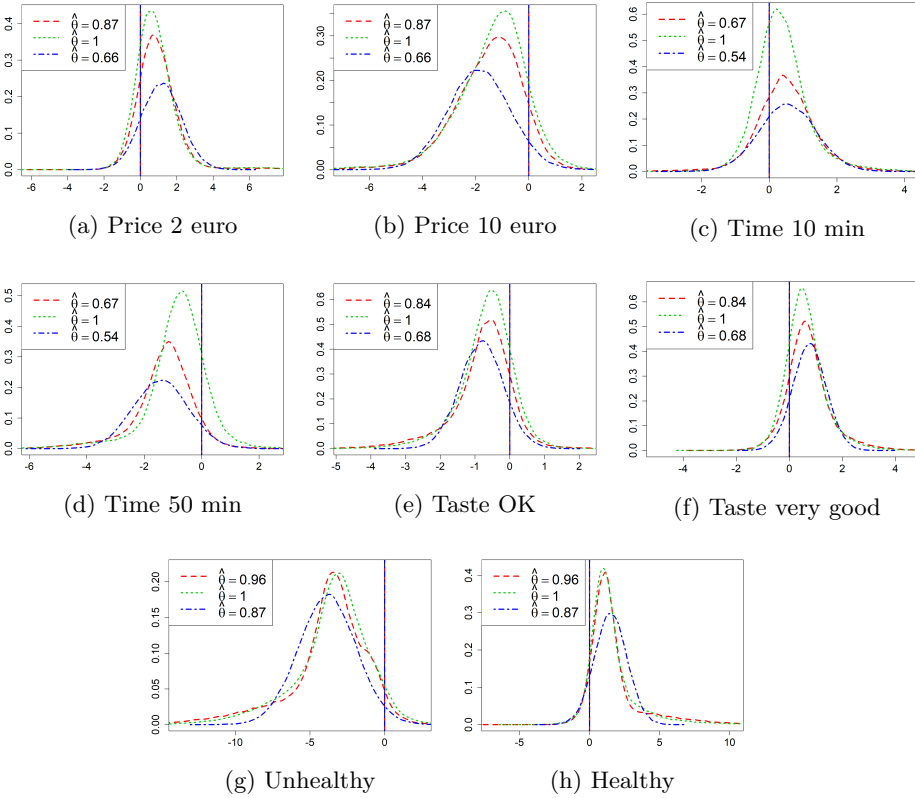 θ̂ = 0.87
θ̂ = 1
θ̂ = 0.66
0.0 0.1 0.2 0.3 0.4
-6 -4 -2 0 2 4 6
(a) Price 2 euro
θ̂ = 0.87
θ̂ = 1
θ̂ = 0.66
0.00 0.10 0.20 0.30
-6 -4 -2 0 2
(b) Price 10 euro
θ̂ = 0.67
θ̂ = 1
θ̂ = 0.54
0.0 0.1 0.2 0.3 0.4 0.5 0.6
-2 0 2 4
(c) Time 10 min
θ̂ = 0.67
θ̂ = 1
θ̂ = 0.54
0.0 0.1 0.2 0.3 0.4 0.5
-6 -4 -2 0 2
(d) Time 50 min
θ̂ = 0.84
θ̂ = 1
θ̂ = 0.68
0.0 0.1 0.2 0.3 0.4 0.5 0.6
-5 -4 -3 -2 -1 0 1 2
(e) Taste OK
θ̂ = 0.84
θ̂ = 1
θ̂ = 0.68
0.0 0.1 0.2 0.3 0.4 0.5 0.6
-4 -2 0 2 4
(f) Taste very good
θ̂ = 0.96
θ̂ = 1
θ̂ = 0.87
0.00 0.05 0.10 0.15 0.20
-10 -5 0
(g) Unhealthy
θ̂ = 0.96
θ̂ = 1
θ̂ = 0.87
0.0 0.1 0.2 0.3 0.4
-5 0 5 10
(h) Healthy